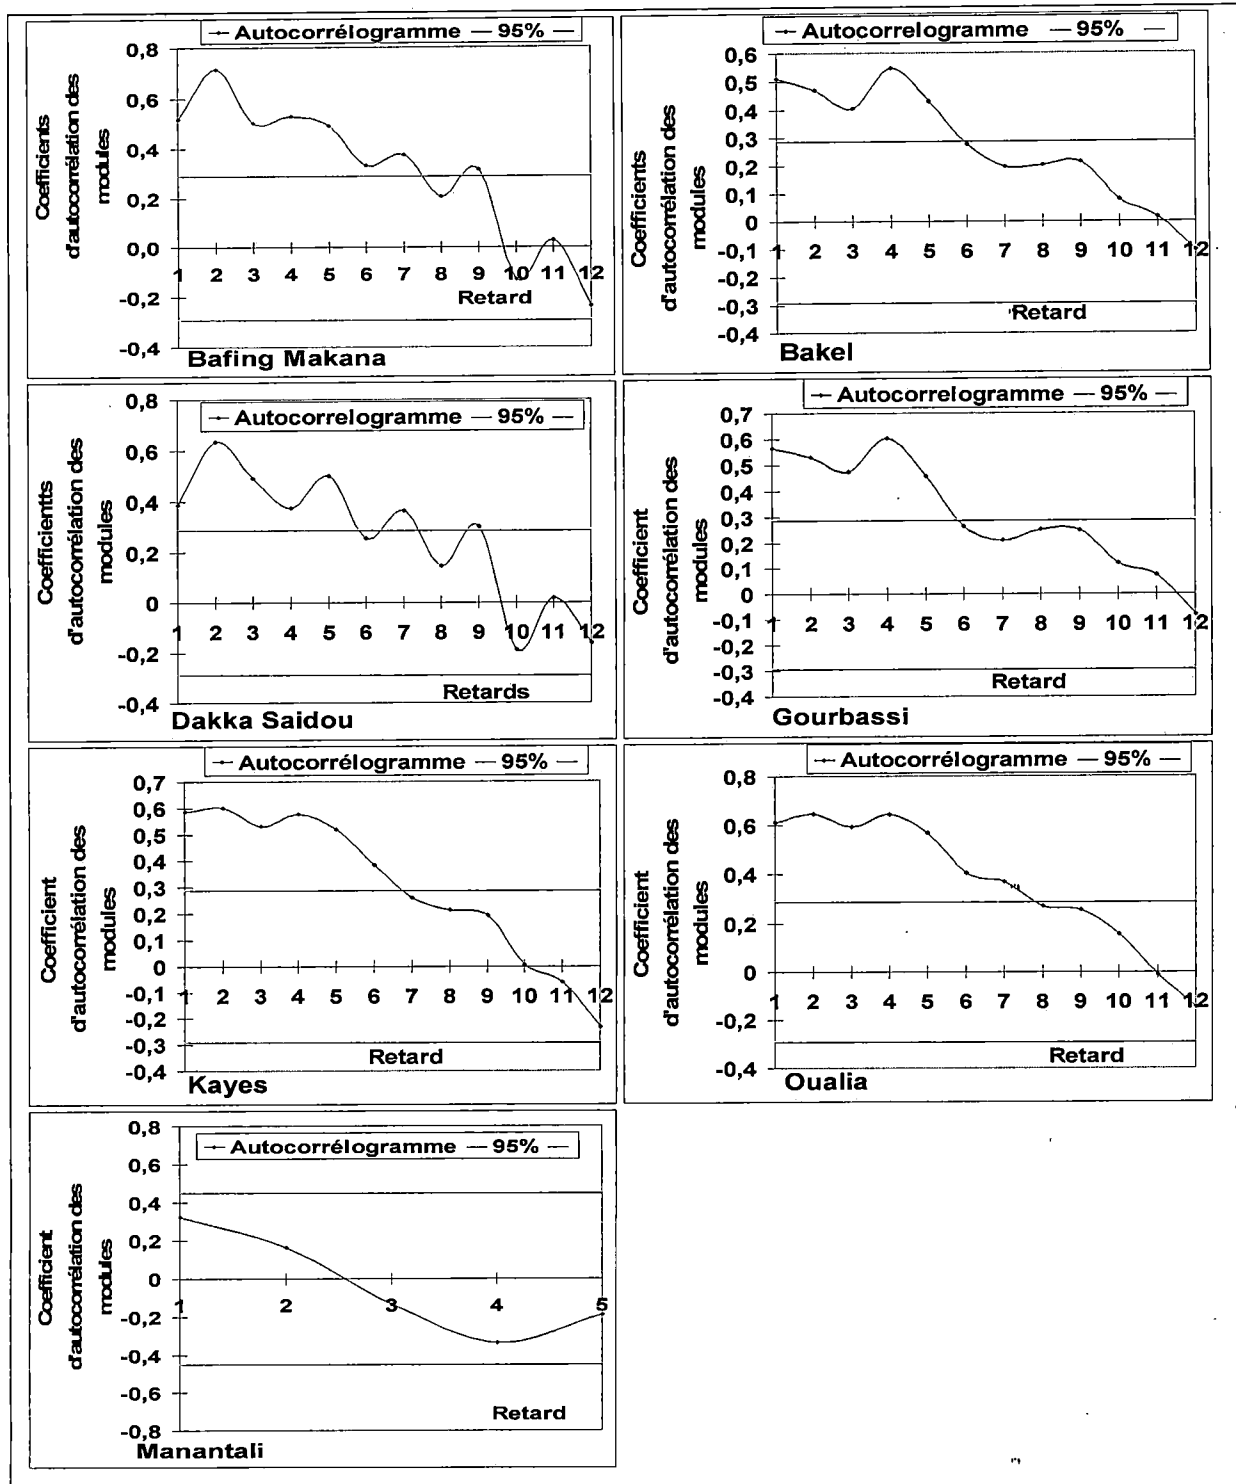 Autocorrélogramme — 95% —
0,8
0,6
0,4
0,2
0,0
-0,2
-0,4
Coefficients
d'autocorrélation des
modules
1 2 3 4 5 6 7 8 9 10 11 12
Retard
Bafing Makana
Autocorrelogramme — 95% —
0,6
0,5
0,4
0,3
0,2
0,1
0
-0,1
-0,2
-0,3
-0,4
Coefficients
d'autocorrélation des
modules
1 2 3 4 5 6 7 8 9 10 11 12
Retard
Bakel
Autocorrelogramme — 95% —
0,8
0,6
0,4
0,2
0
-0,2
-0,4
Coefficientts
d'autocorrélation des
modules
1 2 3 4 5 6 7 8 9 10 11 12
Retards
Dakka Saidou
Autocorrelogramme — 95% —
0,7
0,6
0,5
0,4
0,3
0,2
0,1
0
-0,1
-0,2
-0,3
-0,4
Coefficient
d'autocorrélation des
modules
1 2 3 4 5 6 7 8 9 10 11 12
Retard
Gourbassi
Autocorrélogramme — 95% —
0,7
0,6
0,5
0,4
0,3
0,2
0,1
0
-0,1
-0,2
-0,3
-0,4
Coefficient
d'autocorrélation des
modules
1 2 3 4 5 6 7 8 9 10 11 12
Retard
Kayes
Autocorrélogramme — 95% —
0,8
0,6
0,4
0,2
0
-0,2
-0,4
Coefficient
d'autocorrélation des
modules
1 2 3 4 5 6 7 8 9 10 11 12
Retard
Oualia
Autocorrélogramme — 95% —
0,8
0,6
0,4
0,2
0
-0,2
-0,4
-0,6
-0,8
Coefficient
d'autocorrélation des
modules
1 2 3 4 5
Retard
Manantali